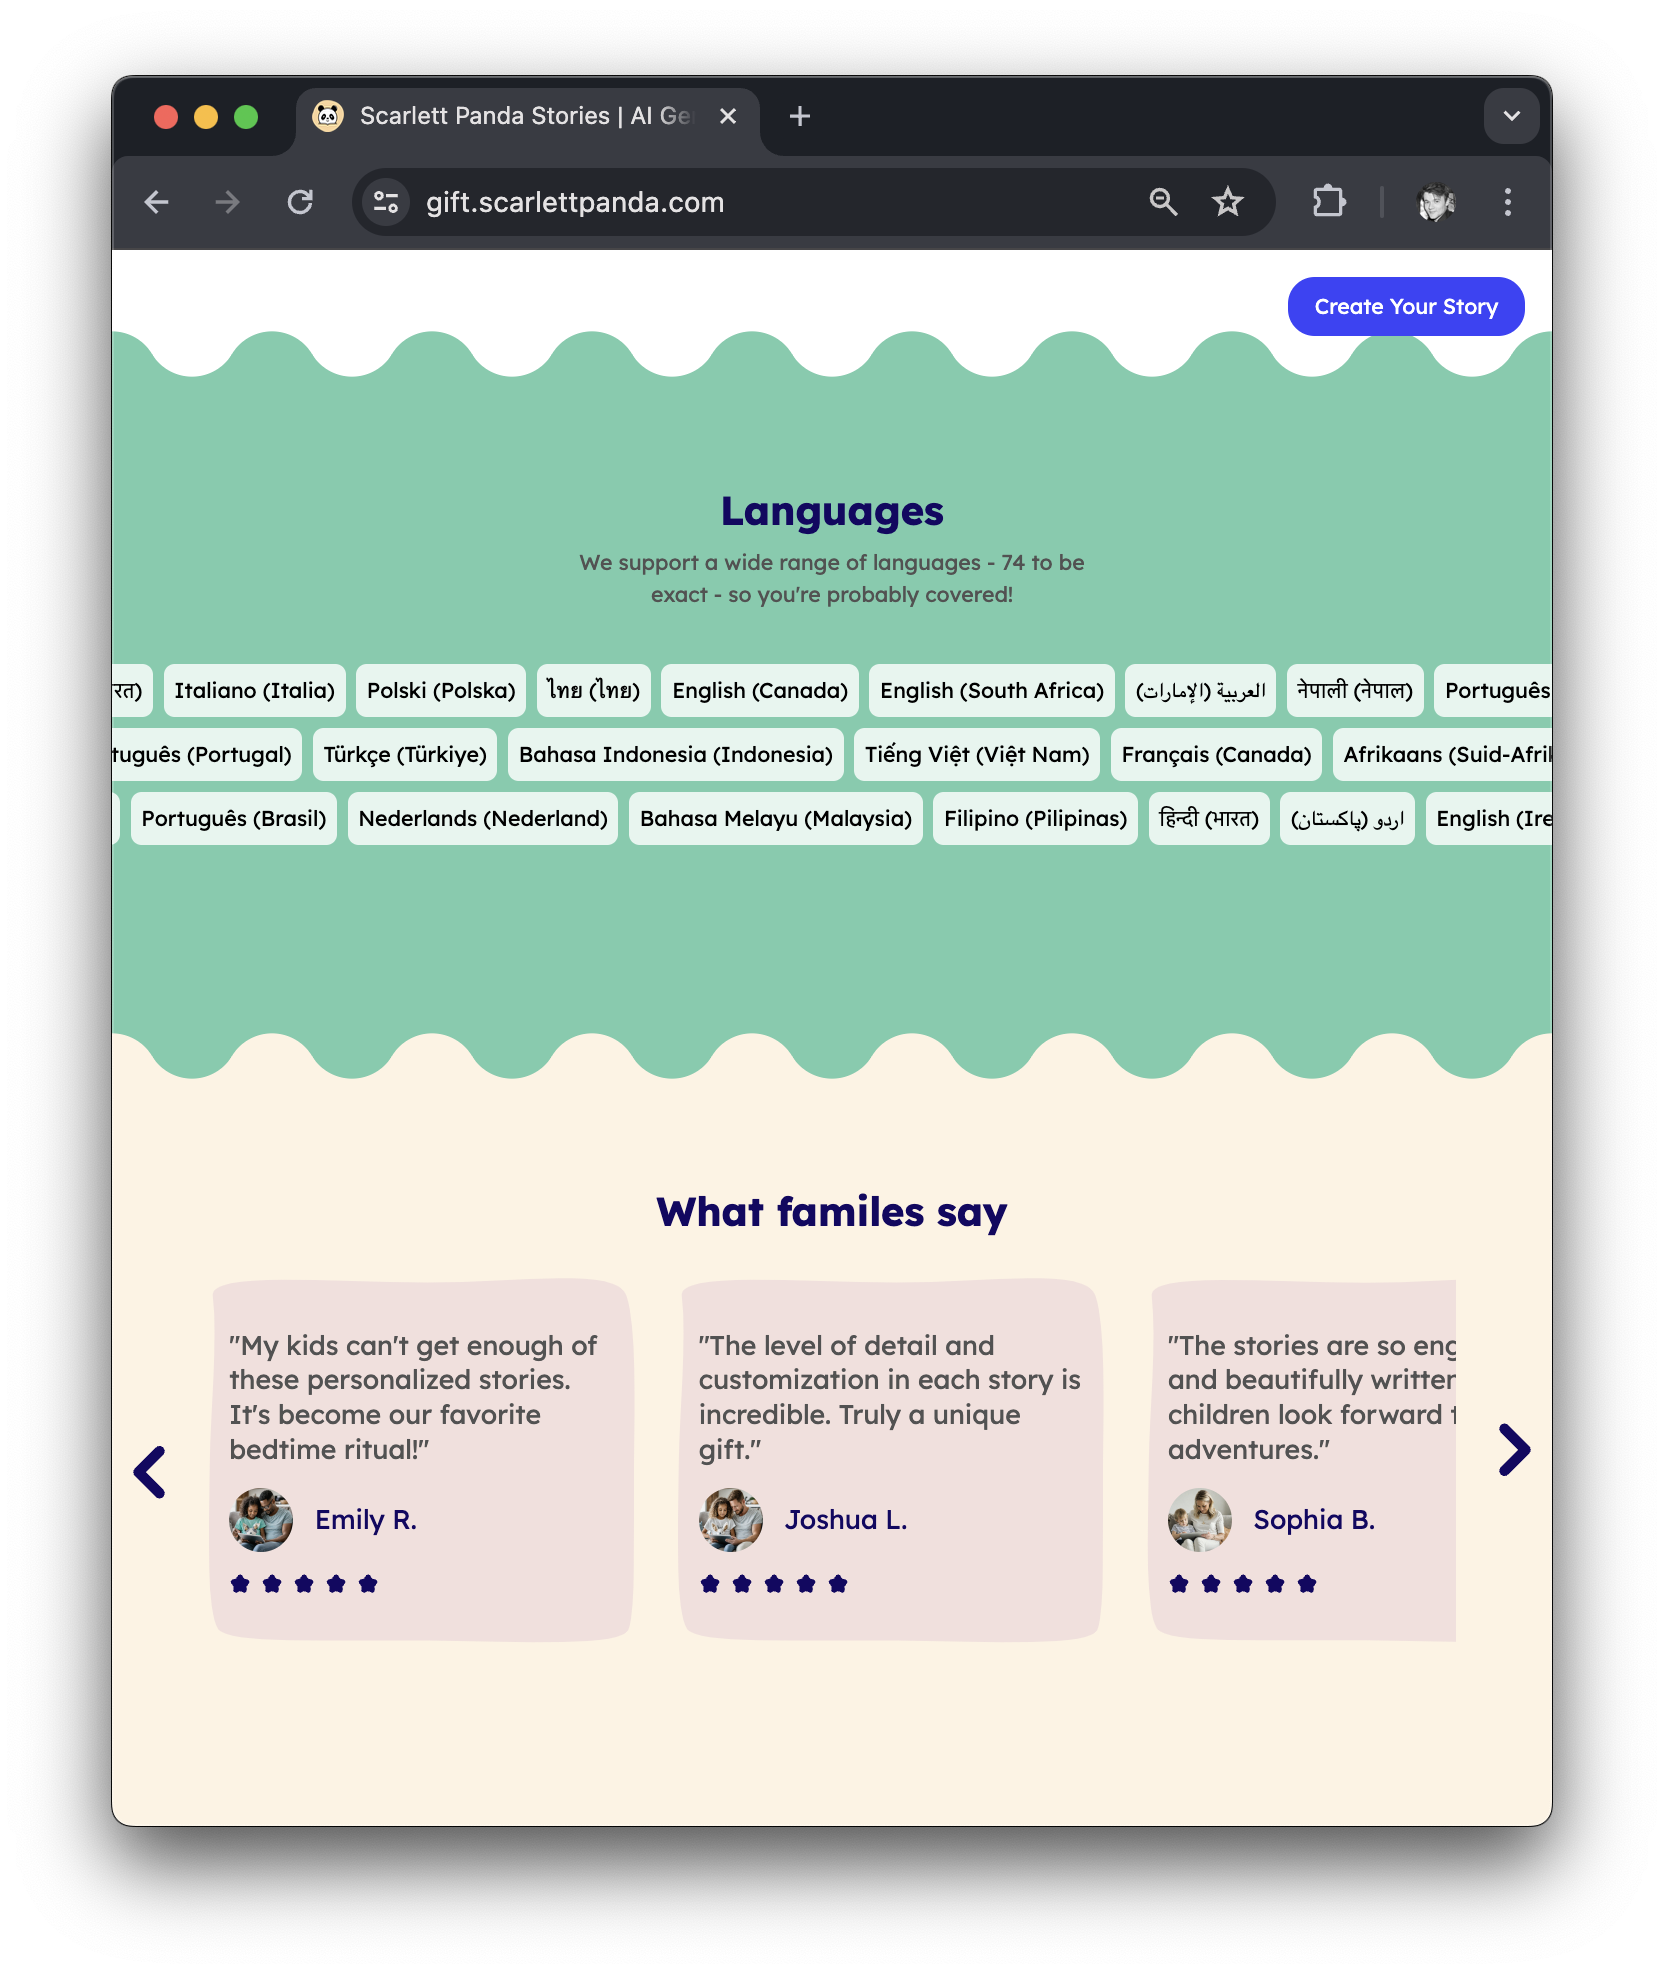 Scarlett Panda Stories | AI Ge
gift.scarlettpanda.com
Create Your Story
Languages
We support a wide range of languages - 74 to be
exact - so you're probably covered!
Italiano (Italia) Polski (Polska) ไทย (ไทย) English (Canada) English (South Africa) العربية (الإمارات) नेपाली (नेपाल) Português
(Portugal) Türkçe (Türkiye) Bahasa Indonesia (Indonesia) Tiếng Việt (Việt Nam) Français (Canada) Afrikaans (Suid-Afrik
Português (Brasil) Nederlands (Nederland) Bahasa Melayu (Malaysia) Filipino (Pilipinas) हिन्दी (भारत) اردو (پاکستان) English (Ire
What familes say
"My kids can't get enough of
these personalized stories.
It's become our favorite
bedtime ritual!"
Emily R.
"The level of detail and
customization in each story is
incredible. Truly a unique
gift."
Joshua L.
"The stories are so eng
and beautifully written
children look forward
adventures."
Sophia B.